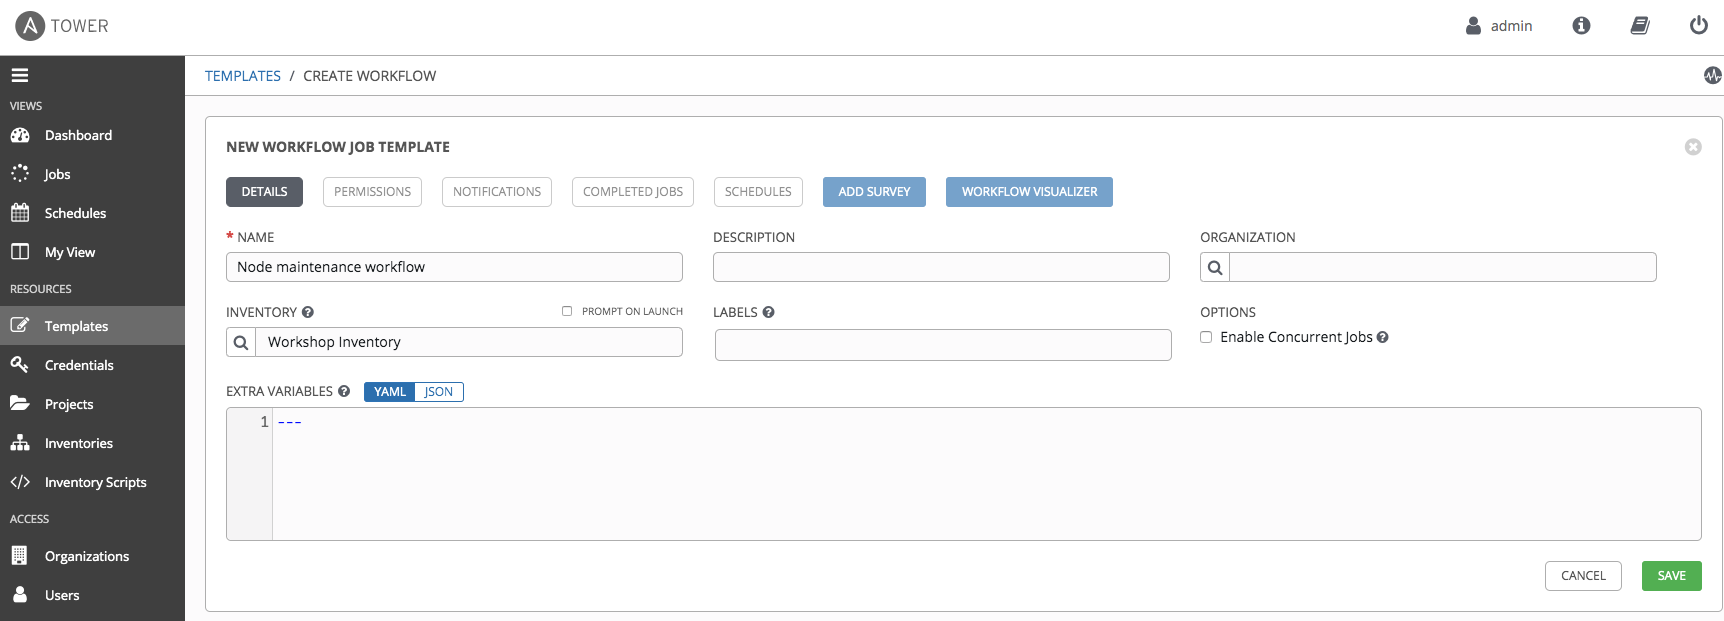 TOWER
admin
VIEWS
Dashboard
Jobs
Schedules
My View
RESOURCES
Templates
Credentials
Projects
Inventories
Inventory Scripts
ACCESS
Organizations
Users
TEMPLATES / CREATE WORKFLOW
NEW WORKFLOW JOB TEMPLATE
DETAILS PERMISSIONS NOTIFICATIONS COMPLETED JOBS SCHEDULES ADD SURVEY WORKFLOW VISUALIZER
* NAME
Node maintenance workflow
DESCRIPTION
ORGANIZATION
INVENTORY ? PROMPT ON LAUNCH
Workshop Inventory
LABELS ?
OPTIONS
Enable Concurrent Jobs ?
EXTRA VARIABLES ? YAML JSON
1 ---
CANCEL SAVE